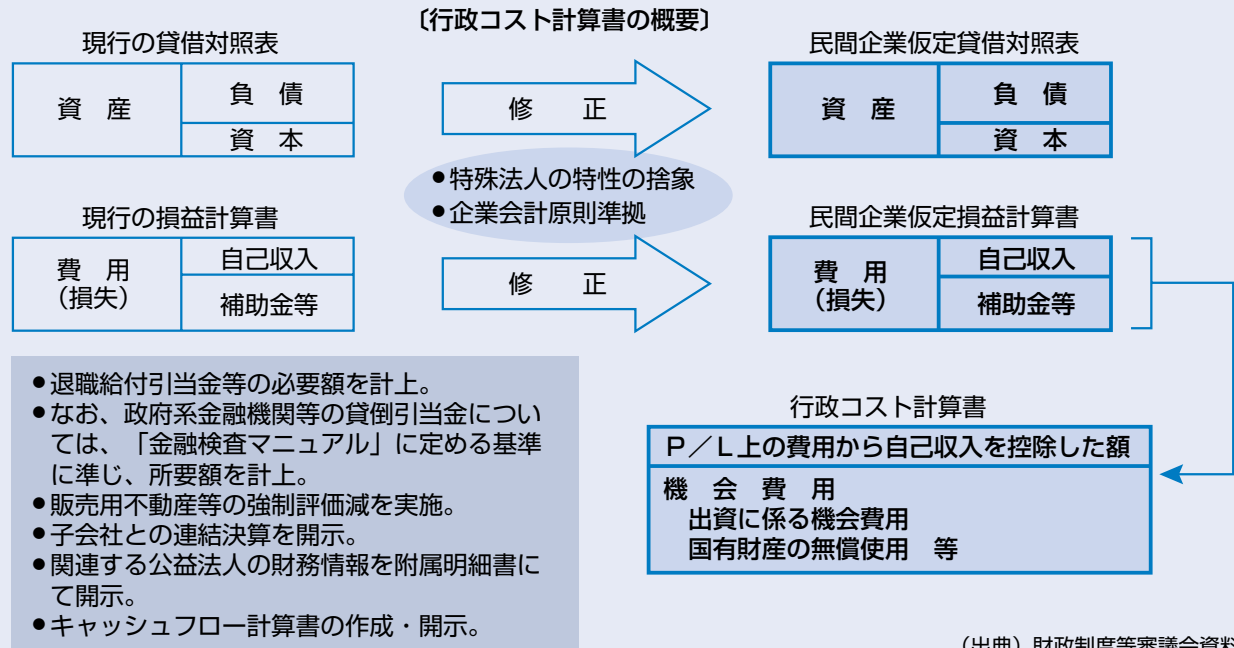 〔行政コスト計算書の概要〕
現行の貸借対照表
資 産
負 債
資 本
修 正
民間企業仮定貸借対照表
資 産
負 債
資 本
●特殊法人の特性の捨象
●企業会計原則準拠
現行の損益計算書
費 用
(損失)
自己収入
補助金等
修 正
民間企業仮定損益計算書
費 用
(損失)
自己収入
補助金等
●退職給付引当金等の必要額を計上。
●なお、政府系金融機関等の貸倒引当金につい
ては、「金融検査マニュアル」に定める基準
に準じ、所要額を計上。
●販売用不動産等の強制評価減を実施。
●子会社との連結決算を開示。
●関連する公益法人の財務情報を附属明細書に
て開示。
●キャッシュフロー計算書の作成・開示。
行政コスト計算書
P/L上の費用から自己収入を控除した額
機 会 費 用
出資に係る機会費用
国有財産の無償使用 等
(出典)財政制度等審議会資料